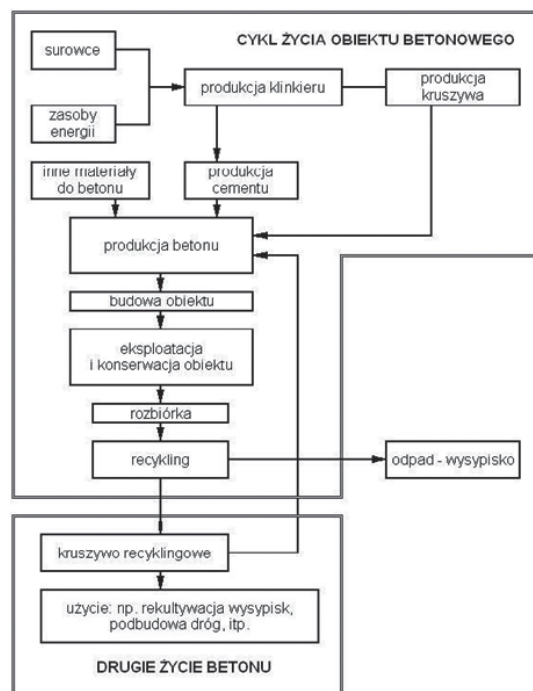 CYKL ŻYCIA OBIEKTU BETONOWEGO
surowce
produkcja klinkieru
produkcja
kruszywa
zasoby
energii
inne materiały
do betonu
produkcja
cementu
produkcja betonu
budowa obiektu
eksploatacja
i konserwacja obiektu
rozbiórka
recykling
odpad - wysypisko
kruszywo recyklingowe
użycie: np. rekultywacja wysypisk,
podbudowa dróg, itp.
DRUGIE ŻYCIE BETONU